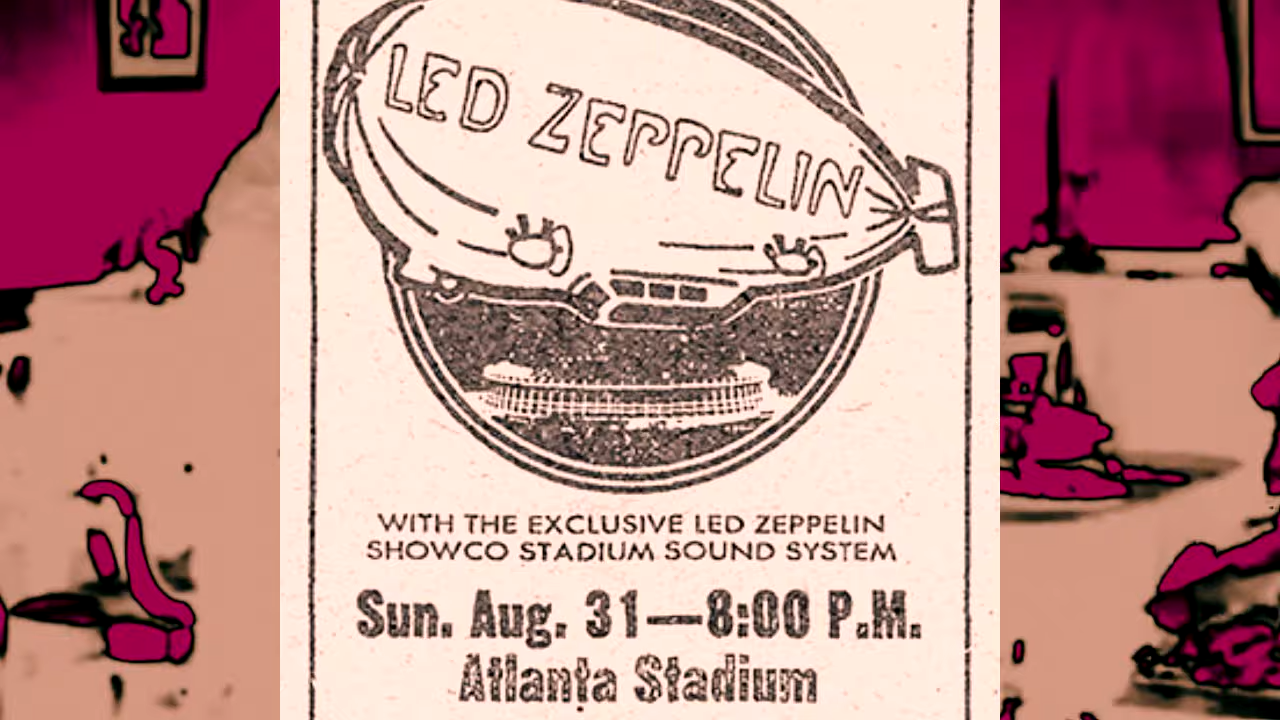 LED ZEPPELIN
WITH THE EXCLUSIVE LED ZEPPELIN
SHOWCO STADIUM SOUND SYSTEM
Sun. Aug. 31—8:00 P.M.
Atlanta Stadium